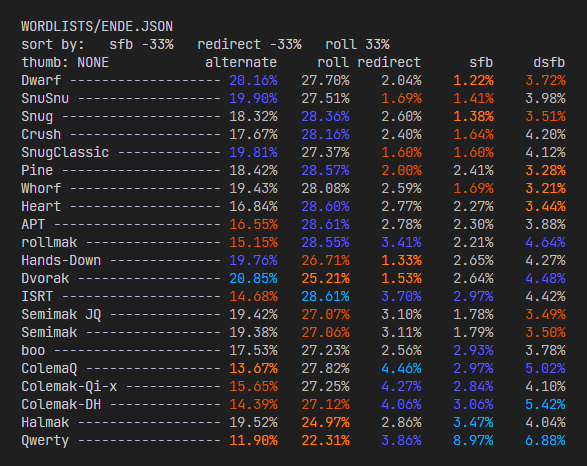 WORDLISTS/ENDE.JSON
sort by: sfb -33% redirect -33% roll 33%
thumb: NONE alternate roll redirect sfb dsfb
Dwarf ------------------- 20.16% 27.70% 2.04% 1.22% 3.72%
SnuSnu ------------------ 19.90% 27.51% 1.69% 1.41% 3.98%
Snug -------------------- 18.32% 28.36% 2.60% 1.38% 3.51%
Crush ------------------- 17.67% 28.16% 2.40% 1.64% 4.20%
SnugClassic ------------- 19.81% 27.37% 1.60% 1.60% 4.12%
Pine -------------------- 18.42% 28.57% 2.00% 2.41% 3.28%
Whorf ------------------- 19.43% 28.08% 2.59% 1.69% 3.21%
Heart ------------------- 16.84% 28.60% 2.77% 2.27% 3.44%
APT --------------------- 16.55% 28.61% 2.78% 2.30% 3.88%
rollmak ----------------- 15.15% 28.55% 3.41% 2.21% 4.64%
Hands-Down -------------- 19.76% 26.71% 1.33% 2.65% 4.27%
Dvorak ------------------ 20.85% 25.21% 1.53% 2.64% 4.48%
ISRT -------------------- 14.68% 28.61% 3.70% 2.97% 4.42%
Semimak JQ -------------- 19.42% 27.07% 3.10% 1.78% 3.49%
Semimak ----------------- 19.38% 27.06% 3.11% 1.79% 3.50%
boo --------------------- 17.53% 27.23% 2.56% 2.93% 3.78%
ColemaQ ----------------- 13.67% 27.82% 4.46% 2.97% 5.02%
Colemak-Qi-x ------------ 15.65% 27.25% 4.27% 2.84% 4.10%
Colemak-DH -------------- 14.39% 27.12% 4.06% 3.06% 5.42%
Halmak ------------------ 19.52% 24.97% 2.86% 3.47% 4.04%
Qwerty ------------------ 11.90% 22.31% 3.86% 8.97% 6.88%